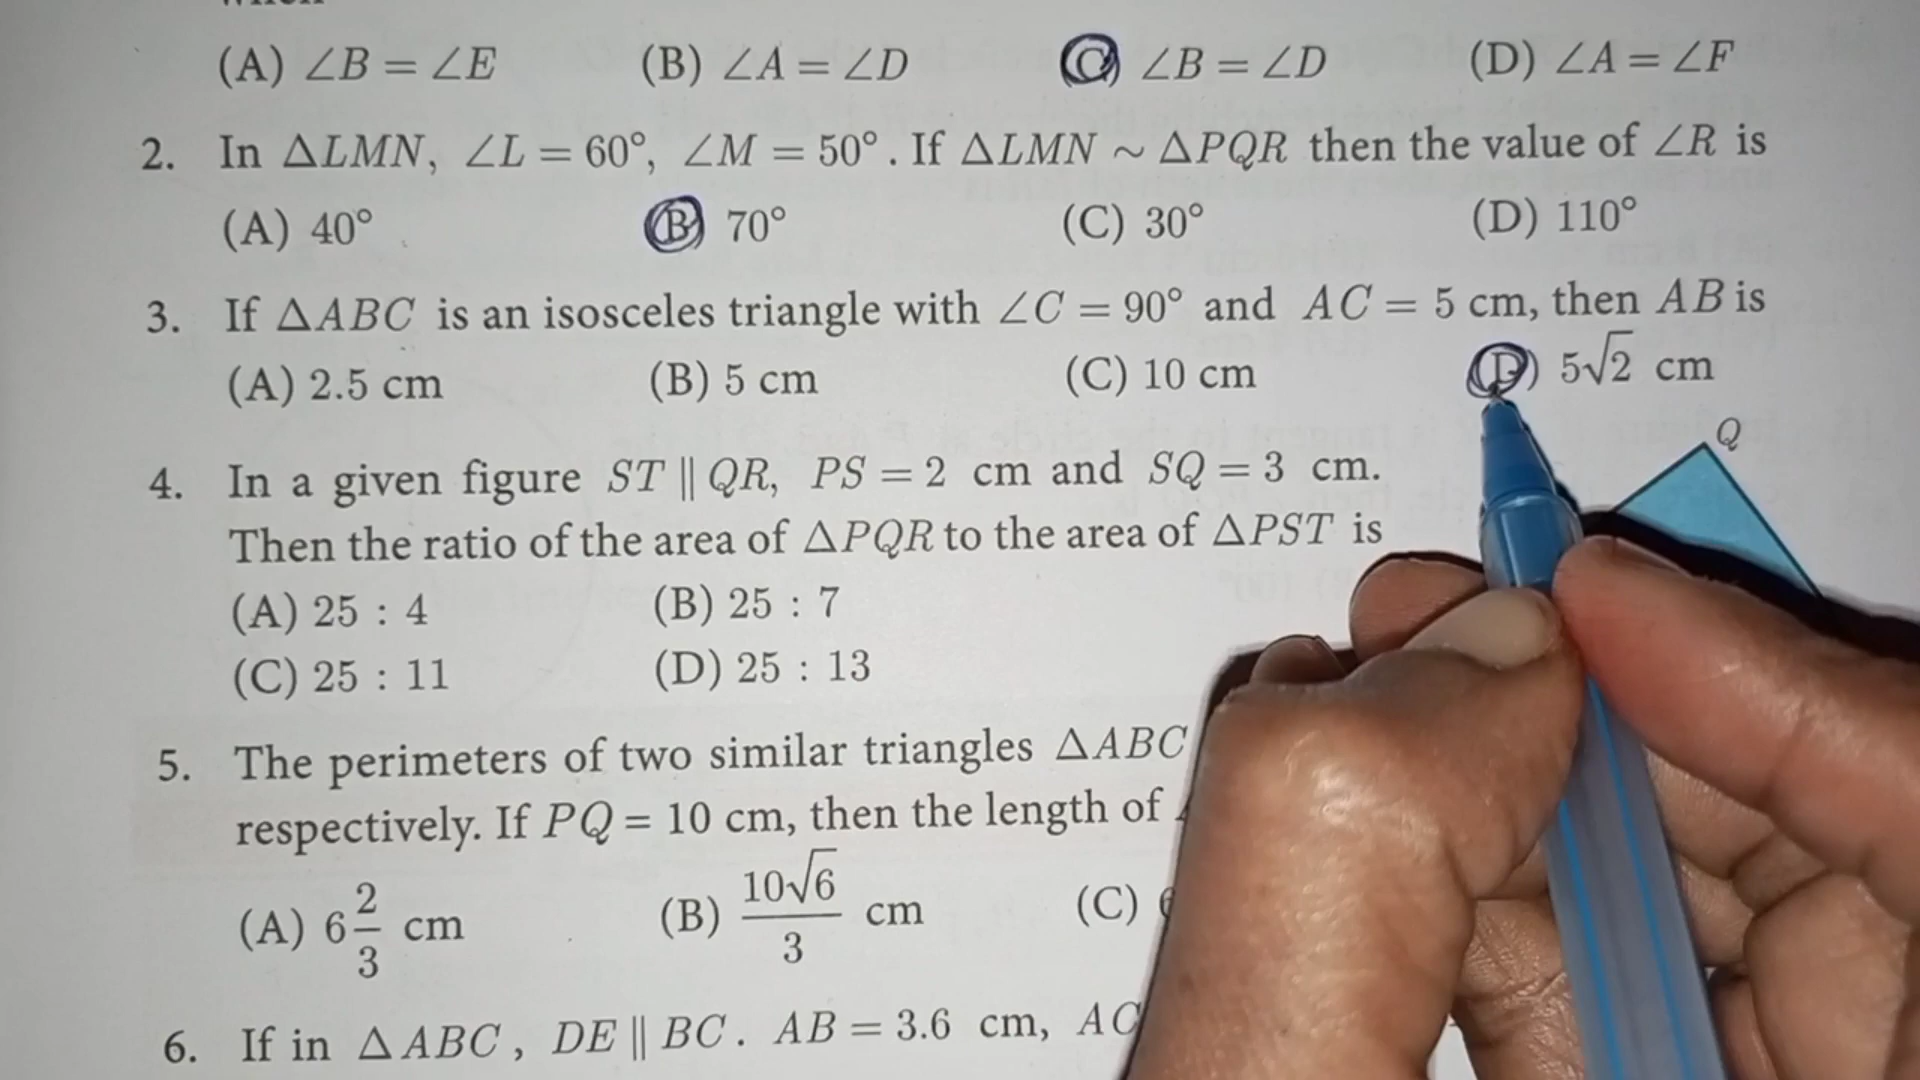 (A) ∠B = ∠E (B) ∠A = ∠D (C) ∠B = ∠D (D) ∠A = ∠F
2. In ΔLMN, ∠L = 60°, ∠M = 50°. If ΔLMN ~ ΔPQR then the value of ∠R is
(A) 40° (B) 70° (C) 30° (D) 110°
3. If ΔABC is an isosceles triangle with ∠C = 90° and AC = 5 cm, then AB is
(A) 2.5 cm (B) 5 cm (C) 10 cm (D) 5√2 cm
Q
4. In a given figure ST || QR, PS = 2 cm and SQ = 3 cm.
Then the ratio of the area of ΔPQR to the area of ΔPST is
(A) 25 : 4 (B) 25 : 7
(C) 25 : 11 (D) 25 : 13
5. The perimeters of two similar triangles ΔABC
respectively. If PQ = 10 cm, then the length of
(A) 6 2/3 cm (B) 10√6/3 cm (C)
6. If in ΔABC, DE || BC. AB = 3.6 cm, AC